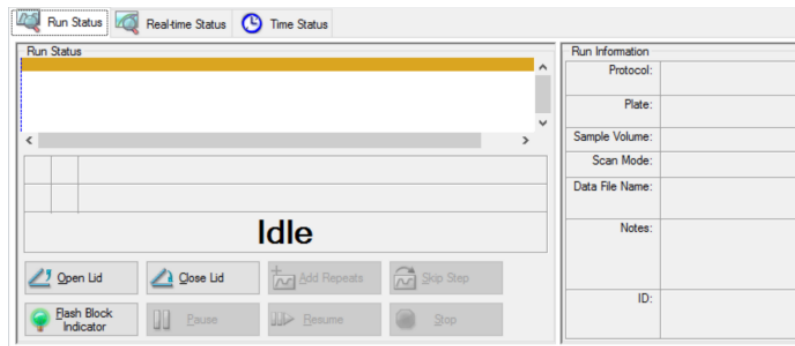 Run Status
Real-time Status
Time Status
Run Status
Idle
Open Lid
Close Lid
Add Repeats
Skip Step
Flash Block
Indicator
Pause
Resume
Stop
Run Information
Protocol:
Plate:
Sample Volume:
Scan Mode:
Data File Name:
Notes:
ID: